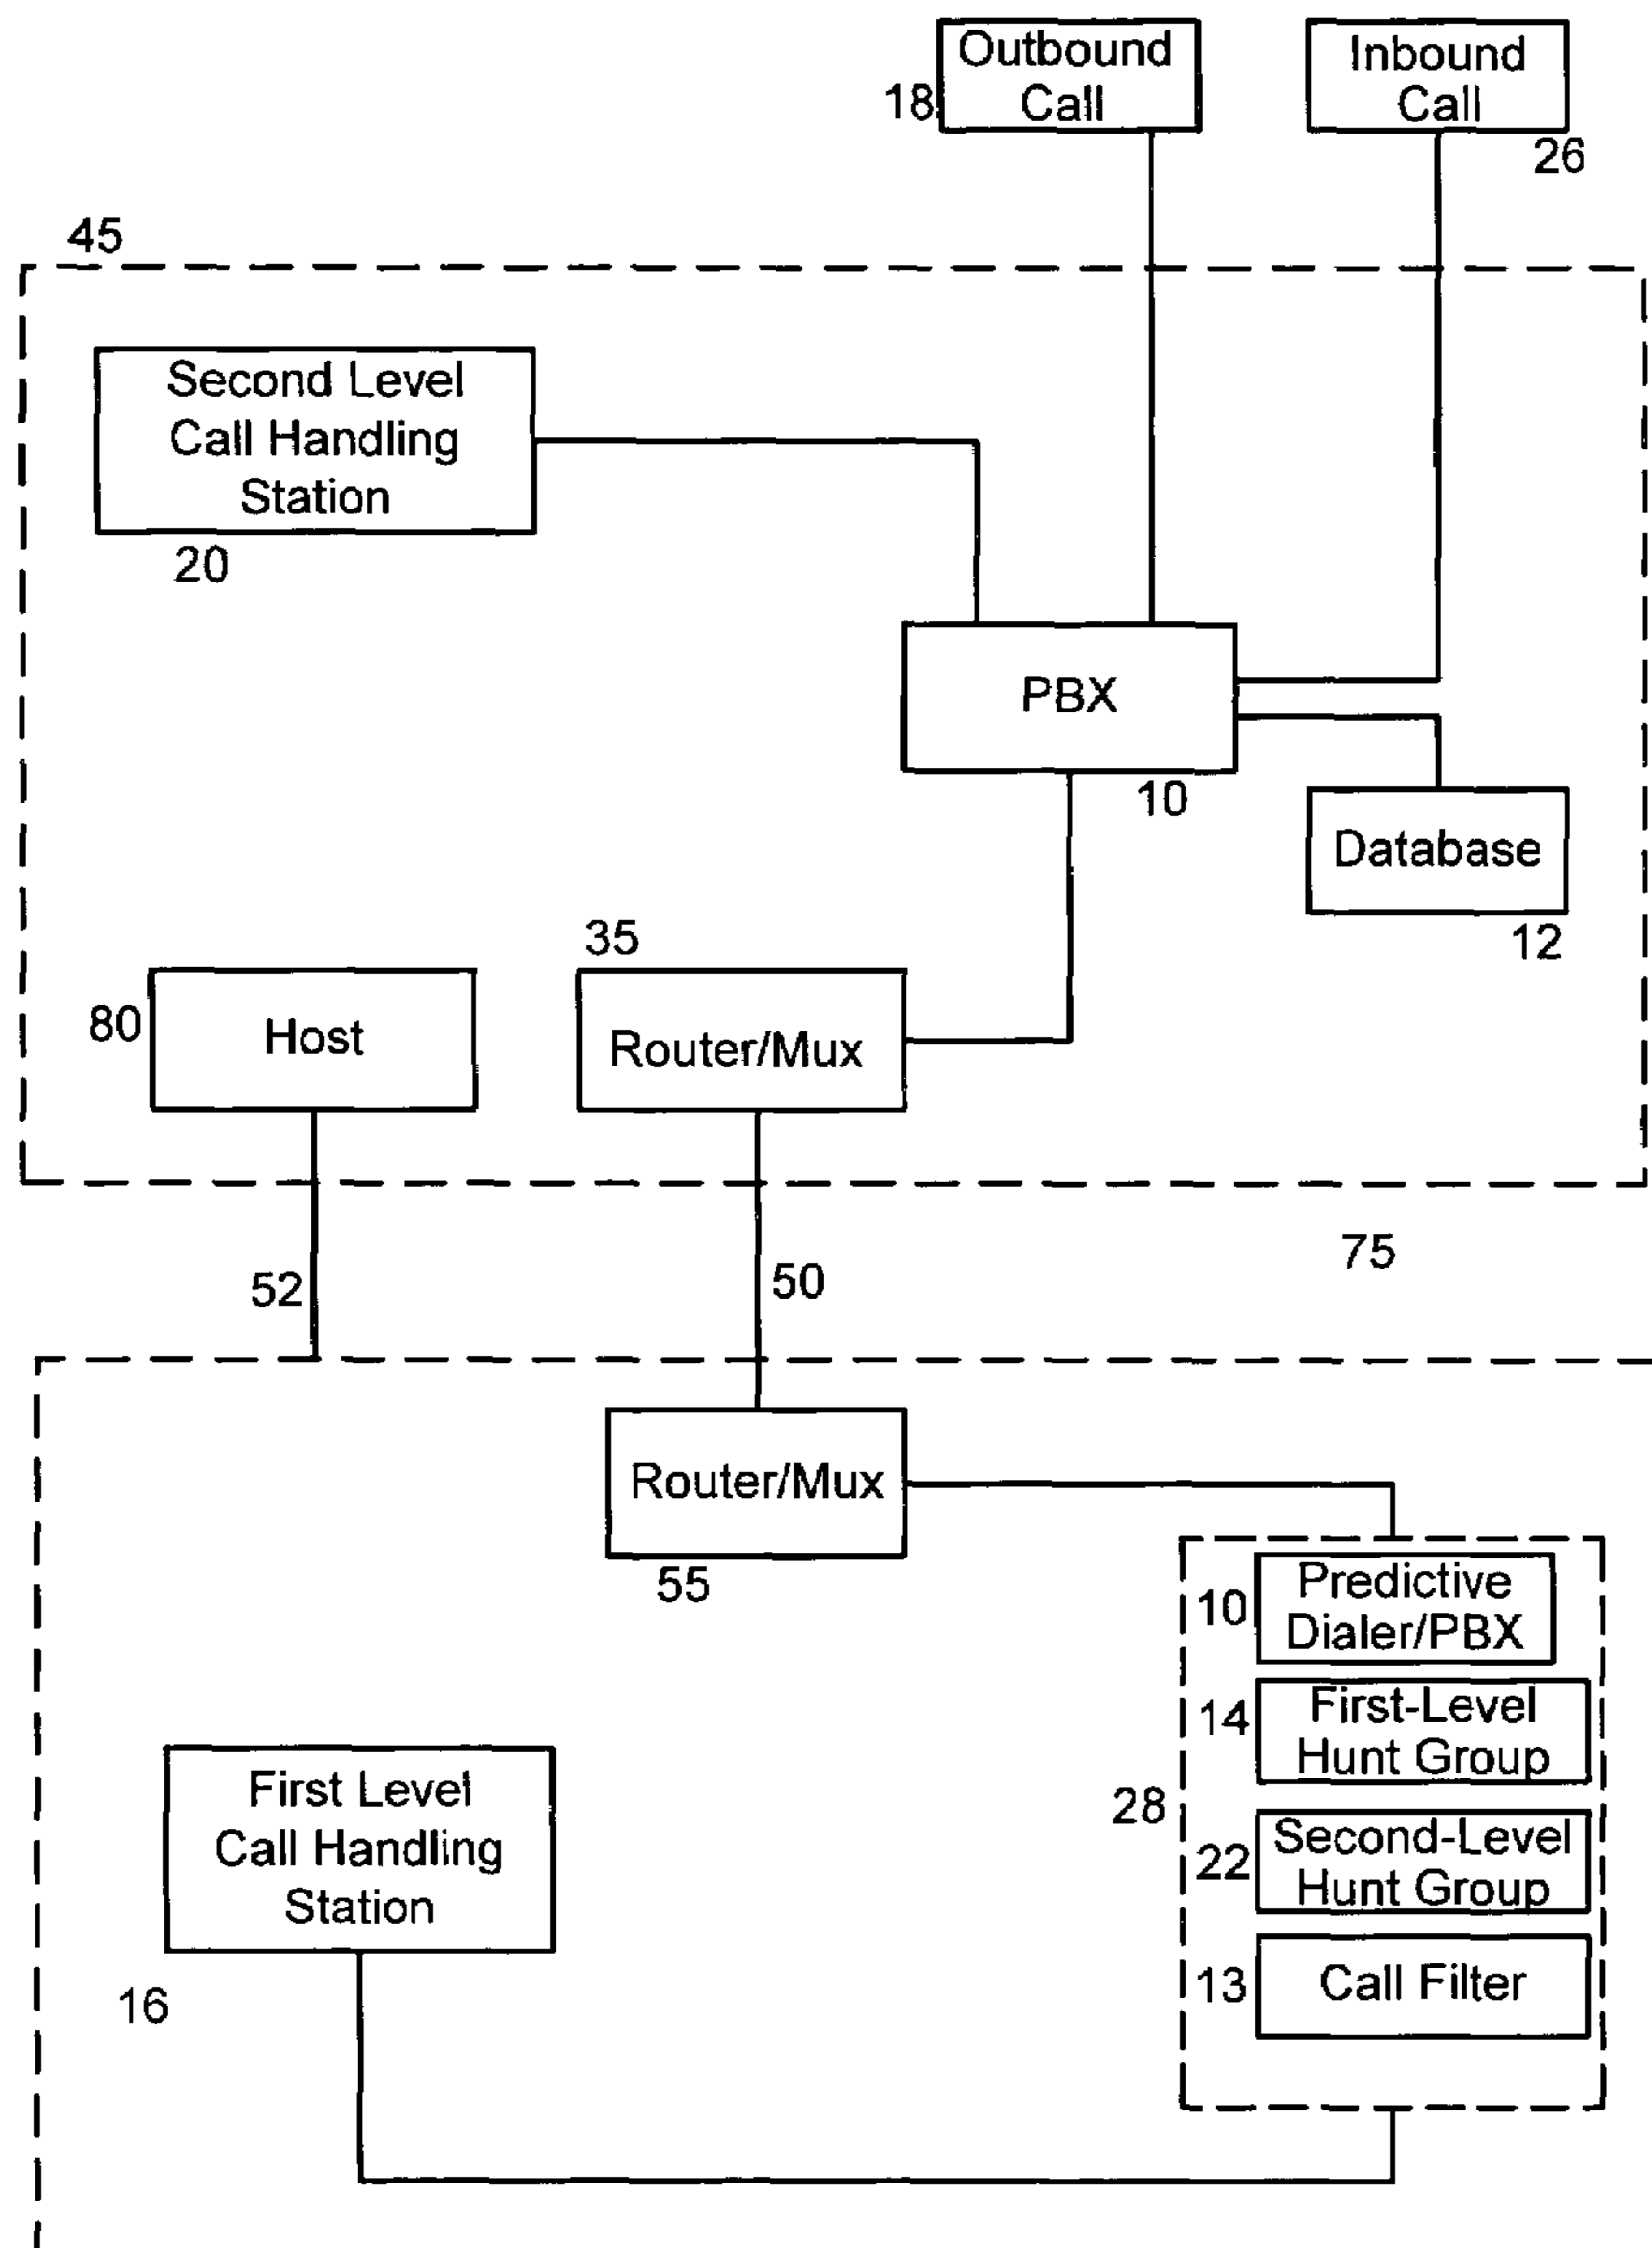 Outbound
Call
18
Inbound
Call
26
45
Second Level
Call Handling
Station
20
PBX
10
Database
12
35
80
Host
Router/Mux
75
52
50
Router/Mux
55
10
Predictive
Dialer/PBX
14
First-Level
Hunt Group
28
22
Second-Level
Hunt Group
13
Call Filter
First Level
Call Handling
Station
16